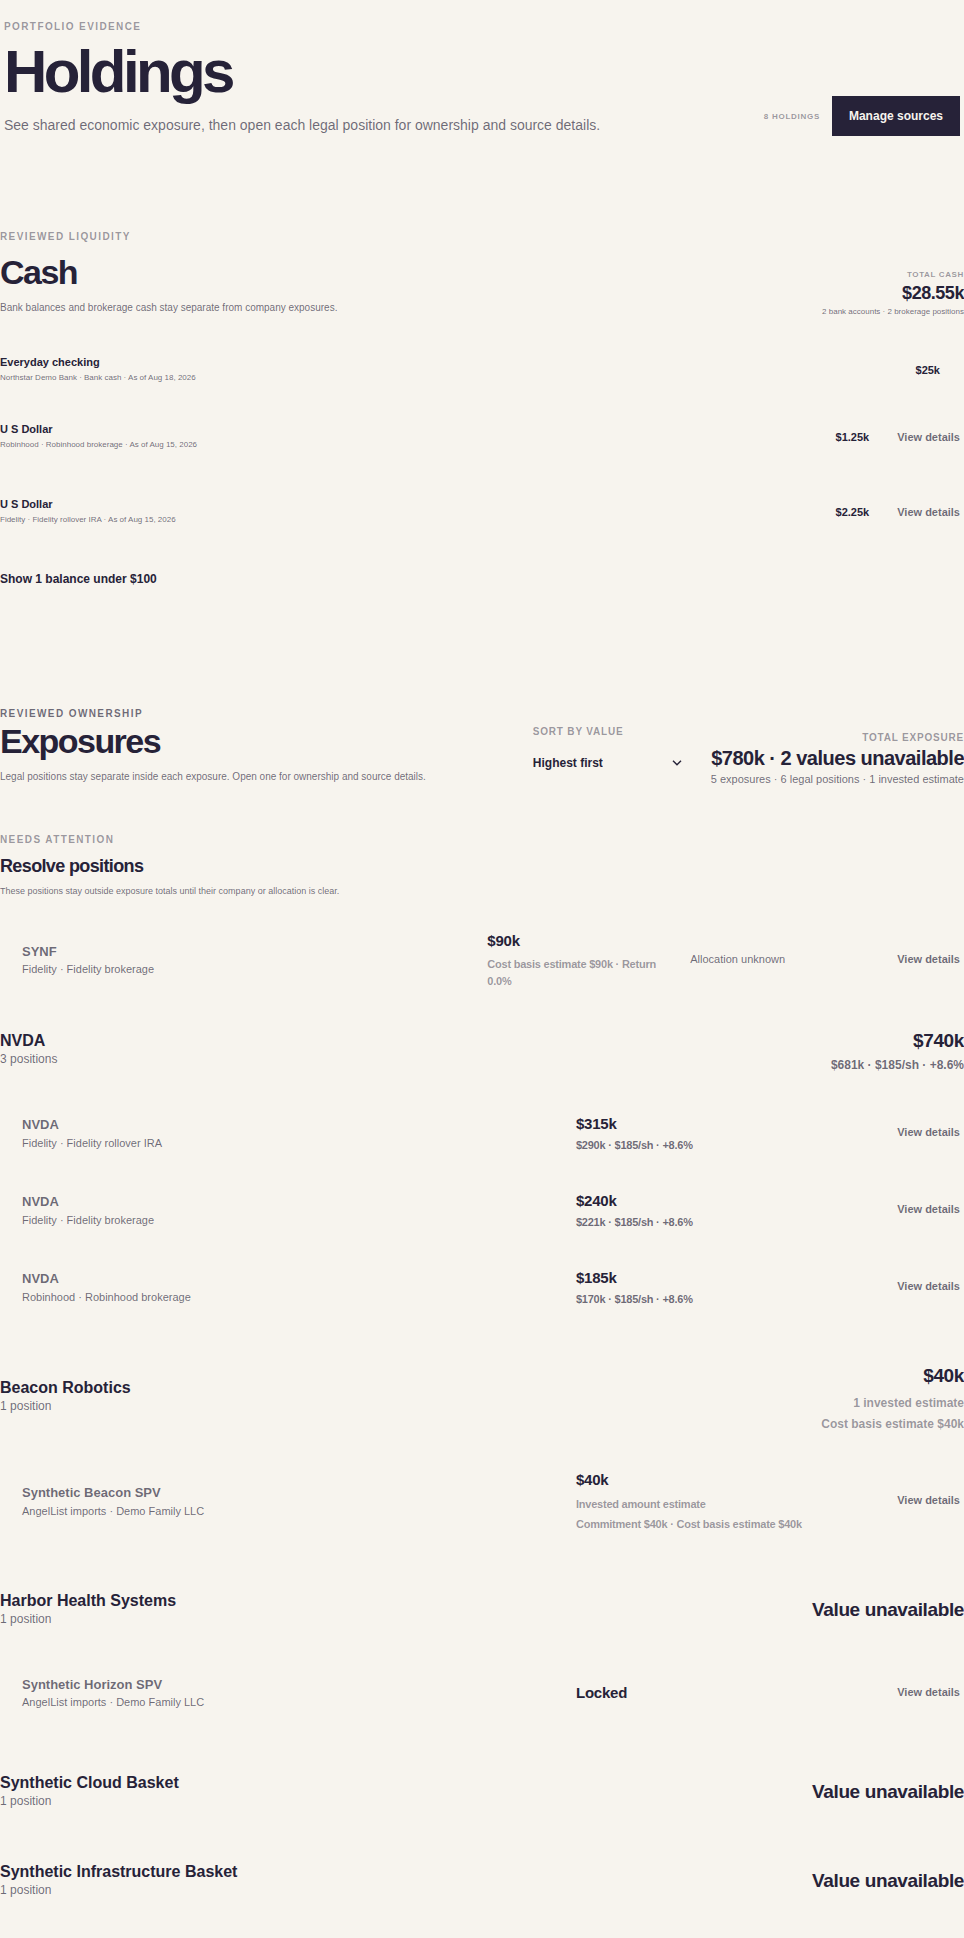 PORTFOLIO EVIDENCE
Holdings
See shared economic exposure, then open each legal position for ownership and source details.
8 HOLDINGS
Manage sources
REVIEWED LIQUIDITY
Cash
Bank balances and brokerage cash stay separate from company exposures.
TOTAL CASH
$28.55k
2 bank accounts · 2 brokerage positions
Everyday checking
Northstar Demo Bank · Bank cash · As of Aug 18, 2026
$25k
U S Dollar
Robinhood · Robinhood brokerage · As of Aug 15, 2026
$1.25k
View details
U S Dollar
Fidelity · Fidelity rollover IRA · As of Aug 15, 2026
$2.25k
View details
Show 1 balance under $100
REVIEWED OWNERSHIP
Exposures
Legal positions stay separate inside each exposure. Open one for ownership and source details.
SORT BY VALUE
Highest first
TOTAL EXPOSURE
$780k · 2 values unavailable
5 exposures · 6 legal positions · 1 invested estimate
NEEDS ATTENTION
Resolve positions
These positions stay outside exposure totals until their company or allocation is clear.
SYNF
Fidelity · Fidelity brokerage
$90k
Cost basis estimate $90k · Return
0.0%
Allocation unknown
View details
NVDA
3 positions
$740k
$681k · $185/sh · +8.6%
NVDA
Fidelity · Fidelity rollover IRA
$315k
$290k · $185/sh · +8.6%
View details
NVDA
Fidelity · Fidelity brokerage
$240k
$221k · $185/sh · +8.6%
View details
NVDA
Robinhood · Robinhood brokerage
$185k
$170k · $185/sh · +8.6%
View details
Beacon Robotics
1 position
$40k
1 invested estimate
Cost basis estimate $40k
Synthetic Beacon SPV
AngelList imports · Demo Family LLC
$40k
Invested amount estimate
Commitment $40k · Cost basis estimate $40k
View details
Harbor Health Systems
1 position
Value unavailable
Synthetic Horizon SPV
AngelList imports · Demo Family LLC
Locked
View details
Synthetic Cloud Basket
1 position
Value unavailable
Synthetic Infrastructure Basket
1 position
Value unavailable